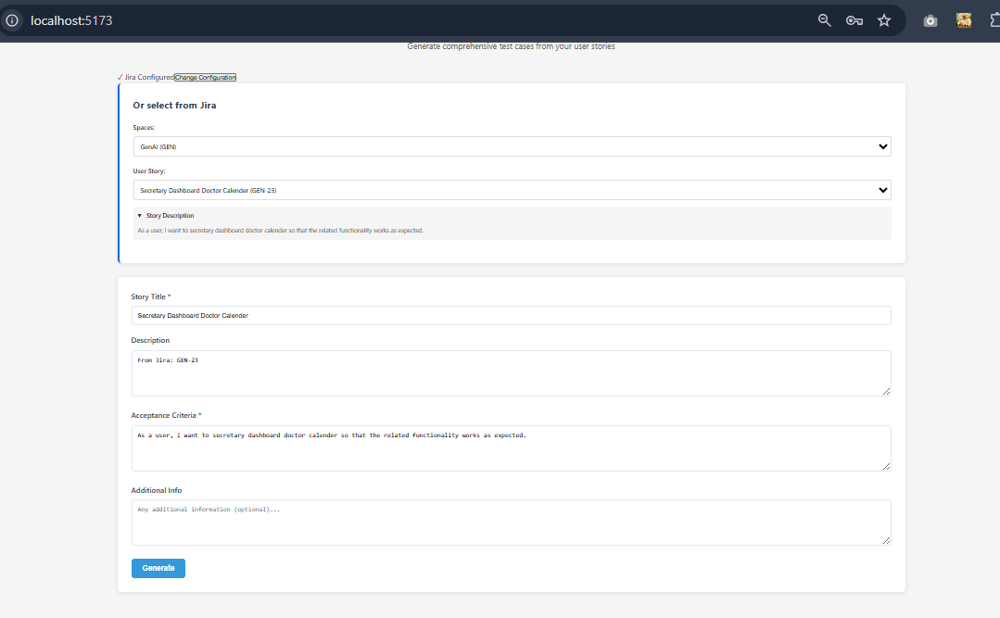 localhost:5173
Generate comprehensive test cases from your user stories
✓ Jira Configured Change Configuration
Or select from Jira
Spaces:
GenAI (GEN)
User Story:
Secretary Dashboard Doctor Calender (GEN-23)
▼ Story Description
As a user, I want to secretary dashboard doctor calender so that the related functionality works as expected.
Story Title *
Secretary Dashboard Doctor Calender
Description
From Jira: GEN-23
Acceptance Criteria *
As a user, I want to secretary dashboard doctor calender so that the related functionality works as expected.
Additional Info
Any additional information (optional)...
Generate